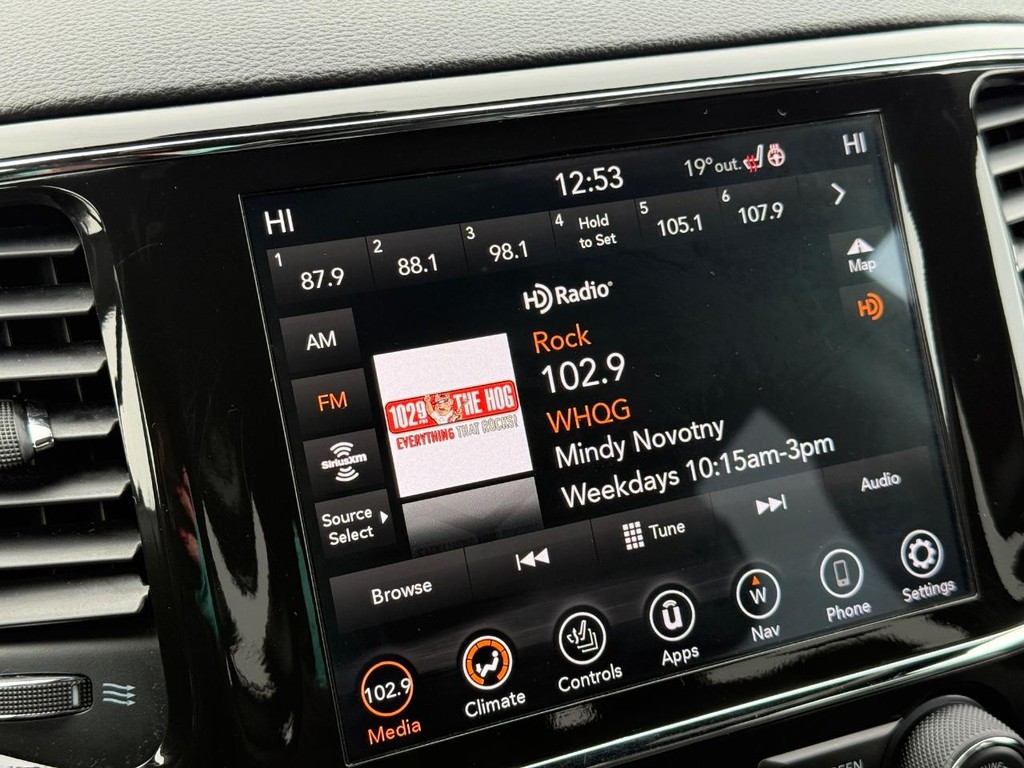 HI
12:53
19° out.
HI
1
87.9
2
88.1
3
98.1
4
Hold
to Set
5
105.1
6
107.9
Map
HD Radio
HD
AM
FM
SiriusXM
Source
Select
102.9 THE HOG
EVERYTHING THAT ROCKS!
Rock
102.9
WHQG
Mindy Novotny
Weekdays 10:15am-3pm
Browse
Tune
Audio
102.9
Media
Climate
Controls
Apps
W
Nav
Phone
Settings